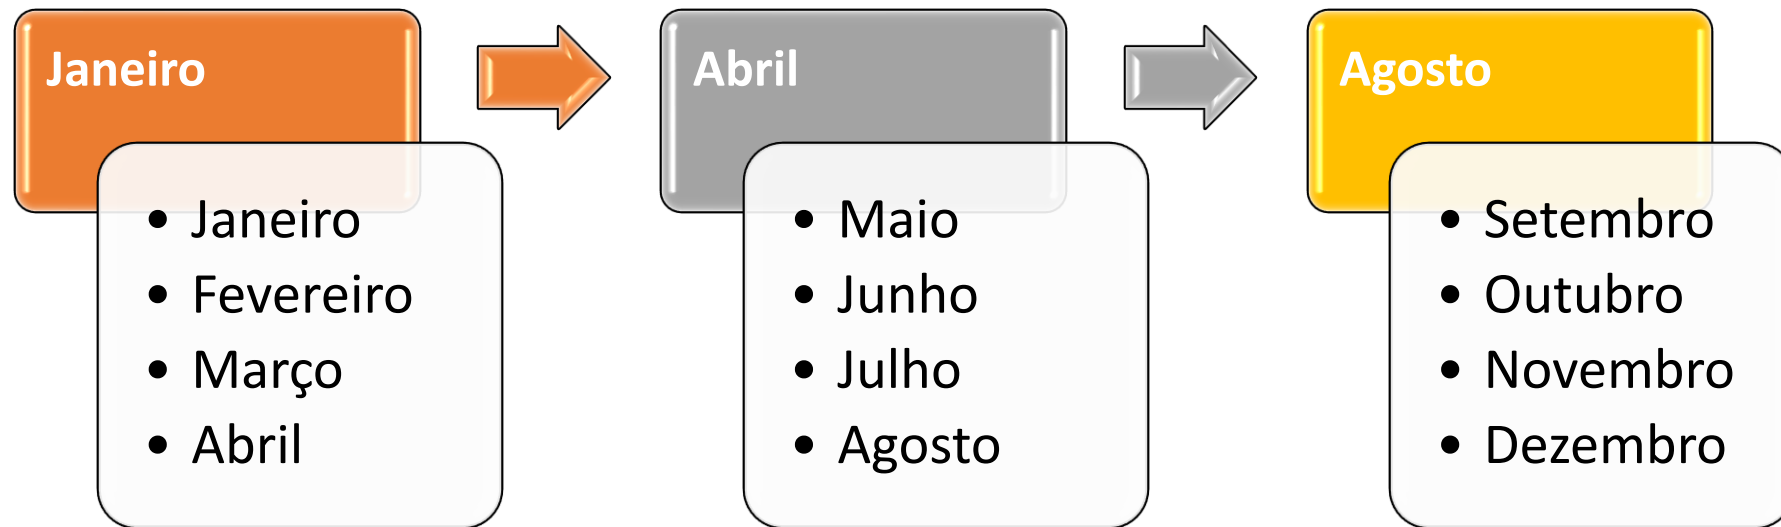 Janeiro
• Janeiro
• Fevereiro
• Março
• Abril
Abril
• Maio
• Junho
• Julho
• Agosto
Agosto
• Setembro
• Outubro
• Novembro
• Dezembro